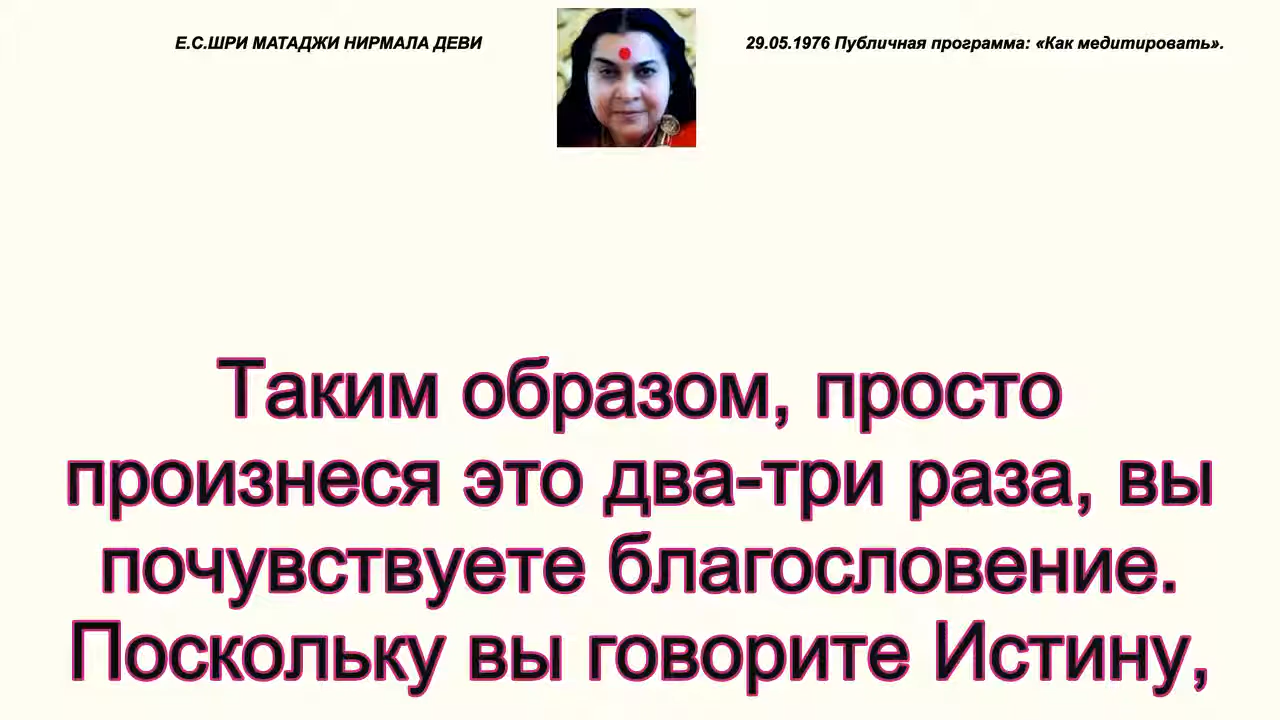 Е.С.ШРИ МАТАДЖИ НИРМАЛА ДЕВИ
29.05.1976 Публичная программа: «Как медитировать».
Таким образом, просто
произнеся это два-три раза, вы
почувствуете благословение.
Поскольку вы говорите Истину,